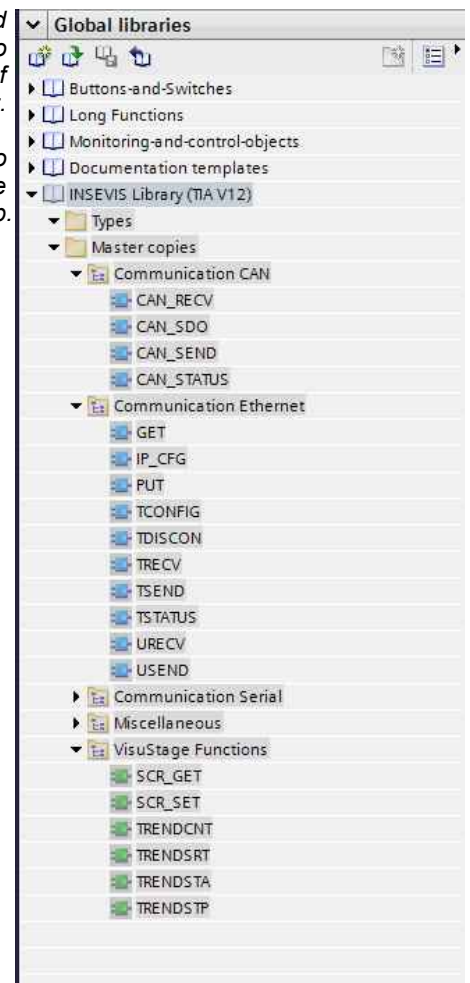 Global libraries
Buttons-and-Switches
Long Functions
Monitoring-and-control-objects
Documentation templates
INSEVIS Library (TIA V12)
Types
Master copies
Communication CAN
CAN_RECV
CAN_SDO
CAN_SEND
CAN_STATUS
Communication Ethernet
GET
IP_CFG
PUT
TCONFIG
TDISCON
TRECV
TSEND
TSTATUS
URECV
USEND
Communication Serial
Miscellaneous
VisuStage Functions
SCR_GET
SCR_SET
TRENDCNT
TRENDSRT
TRENDSTA
TRENDSTP